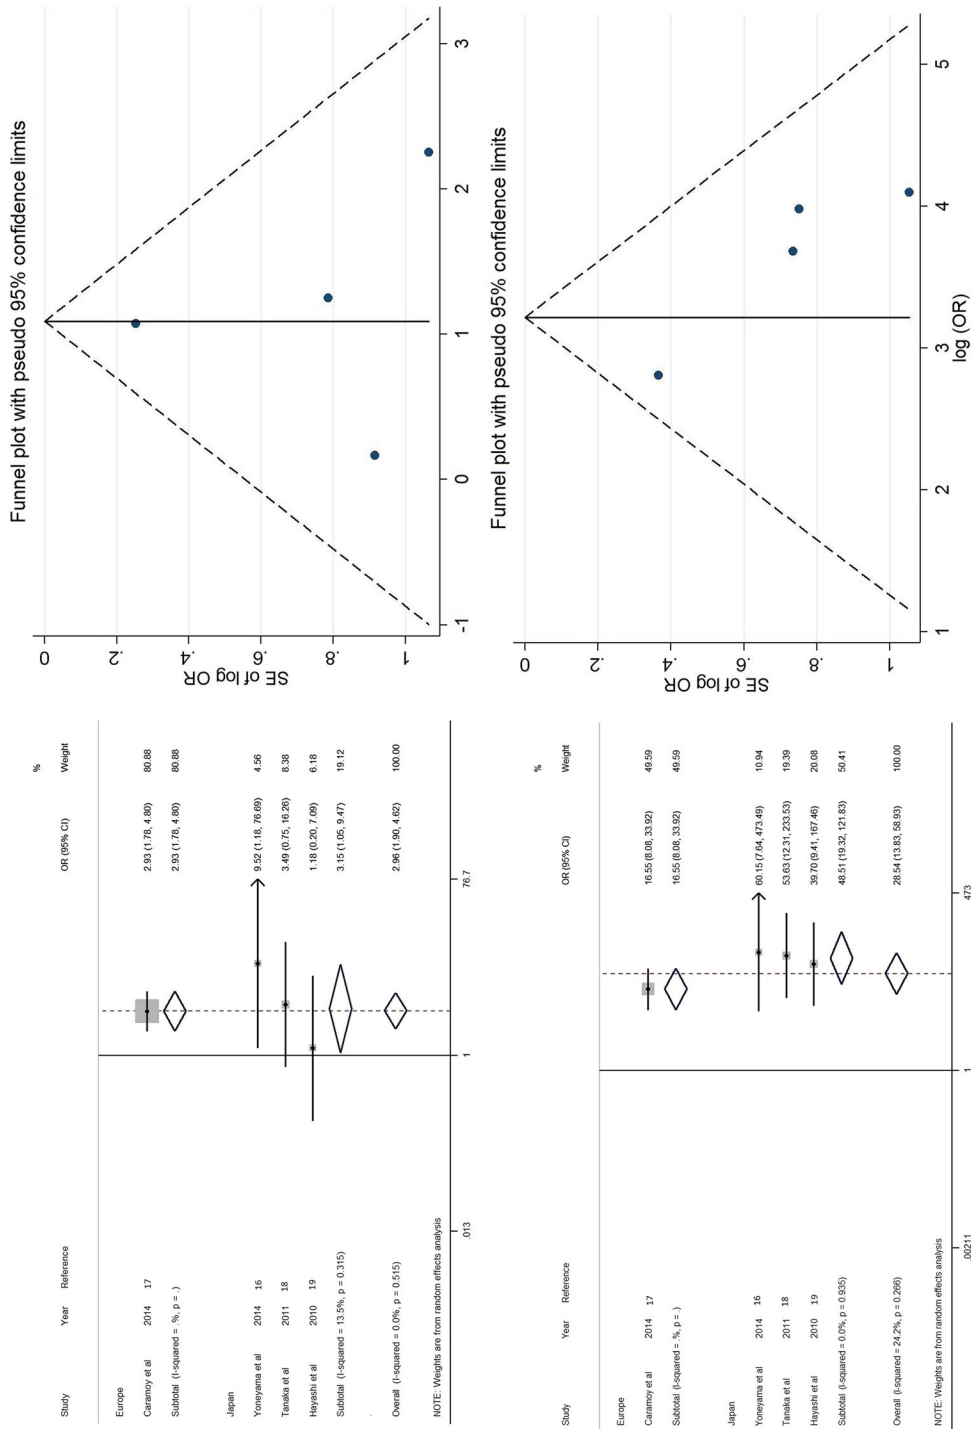 %
Study Year Reference OR (95% CI) Weight
Europe
Caramoy et al 2014 17 2.93 (1.78, 4.80) 80.88
Subtotal (I-squared = .%, p = .) 2.93 (1.78, 4.80) 80.88
Japan
Yoneyama et al 2014 16 9.52 (1.18, 76.69) 4.56
Tanaka et al 2011 18 3.49 (0.75, 16.26) 8.38
Hayashi et al 2010 19 1.18 (0.20, 7.09) 6.18
Subtotal (I-squared = 13.5%, p = 0.315) 3.15 (1.05, 9.47) 19.12
.
Overall (I-squared = 0.0%, p = 0.515) 2.96 (1.90, 4.62) 100.00
NOTE: Weights are from random effects analysis
.013 1 76.7
Funnel plot with pseudo 95% confidence limits
SE of log OR
0
.2
.4
.6
.8
1
-1 0 1 2 3
%
Study Year Reference OR (95% CI) Weight
Europe
Caramoy et al 2014 17 16.55 (8.08, 33.92) 49.59
Subtotal (I-squared = .%, p = .) 16.55 (8.08, 33.92) 49.59
Japan
Yoneyama et al 2014 16 60.15 (7.64, 473.49) 10.94
Tanaka et al 2011 18 53.63 (12.31, 233.53) 19.39
Hayashi et al 2010 19 39.70 (9.41, 167.46) 20.08
Subtotal (I-squared = 0.0%, p = 0.935) 48.51 (19.32, 121.83) 50.41
Overall (I-squared = 24.2%, p = 0.266) 28.54 (13.83, 58.93) 100.00
NOTE: Weights are from random effects analysis
.00211 1 473
Funnel plot with pseudo 95% confidence limits
SE of log OR
0
.2
.4
.6
.8
1
1 2 3 4 5
log (OR)